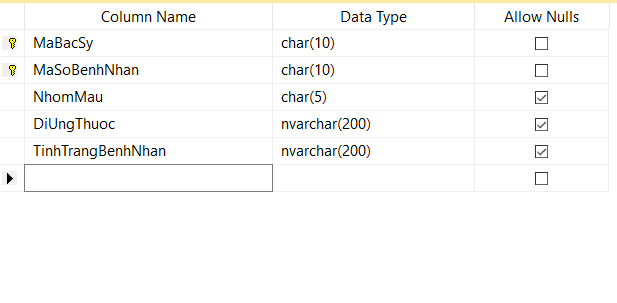 Column Name Data Type Allow Nulls
MaBacSy char(10)
MaSoBenhNhan char(10)
NhomMau char(5)
DiUngThuoc nvarchar(200)
TinhTrangBenhNhan nvarchar(200)